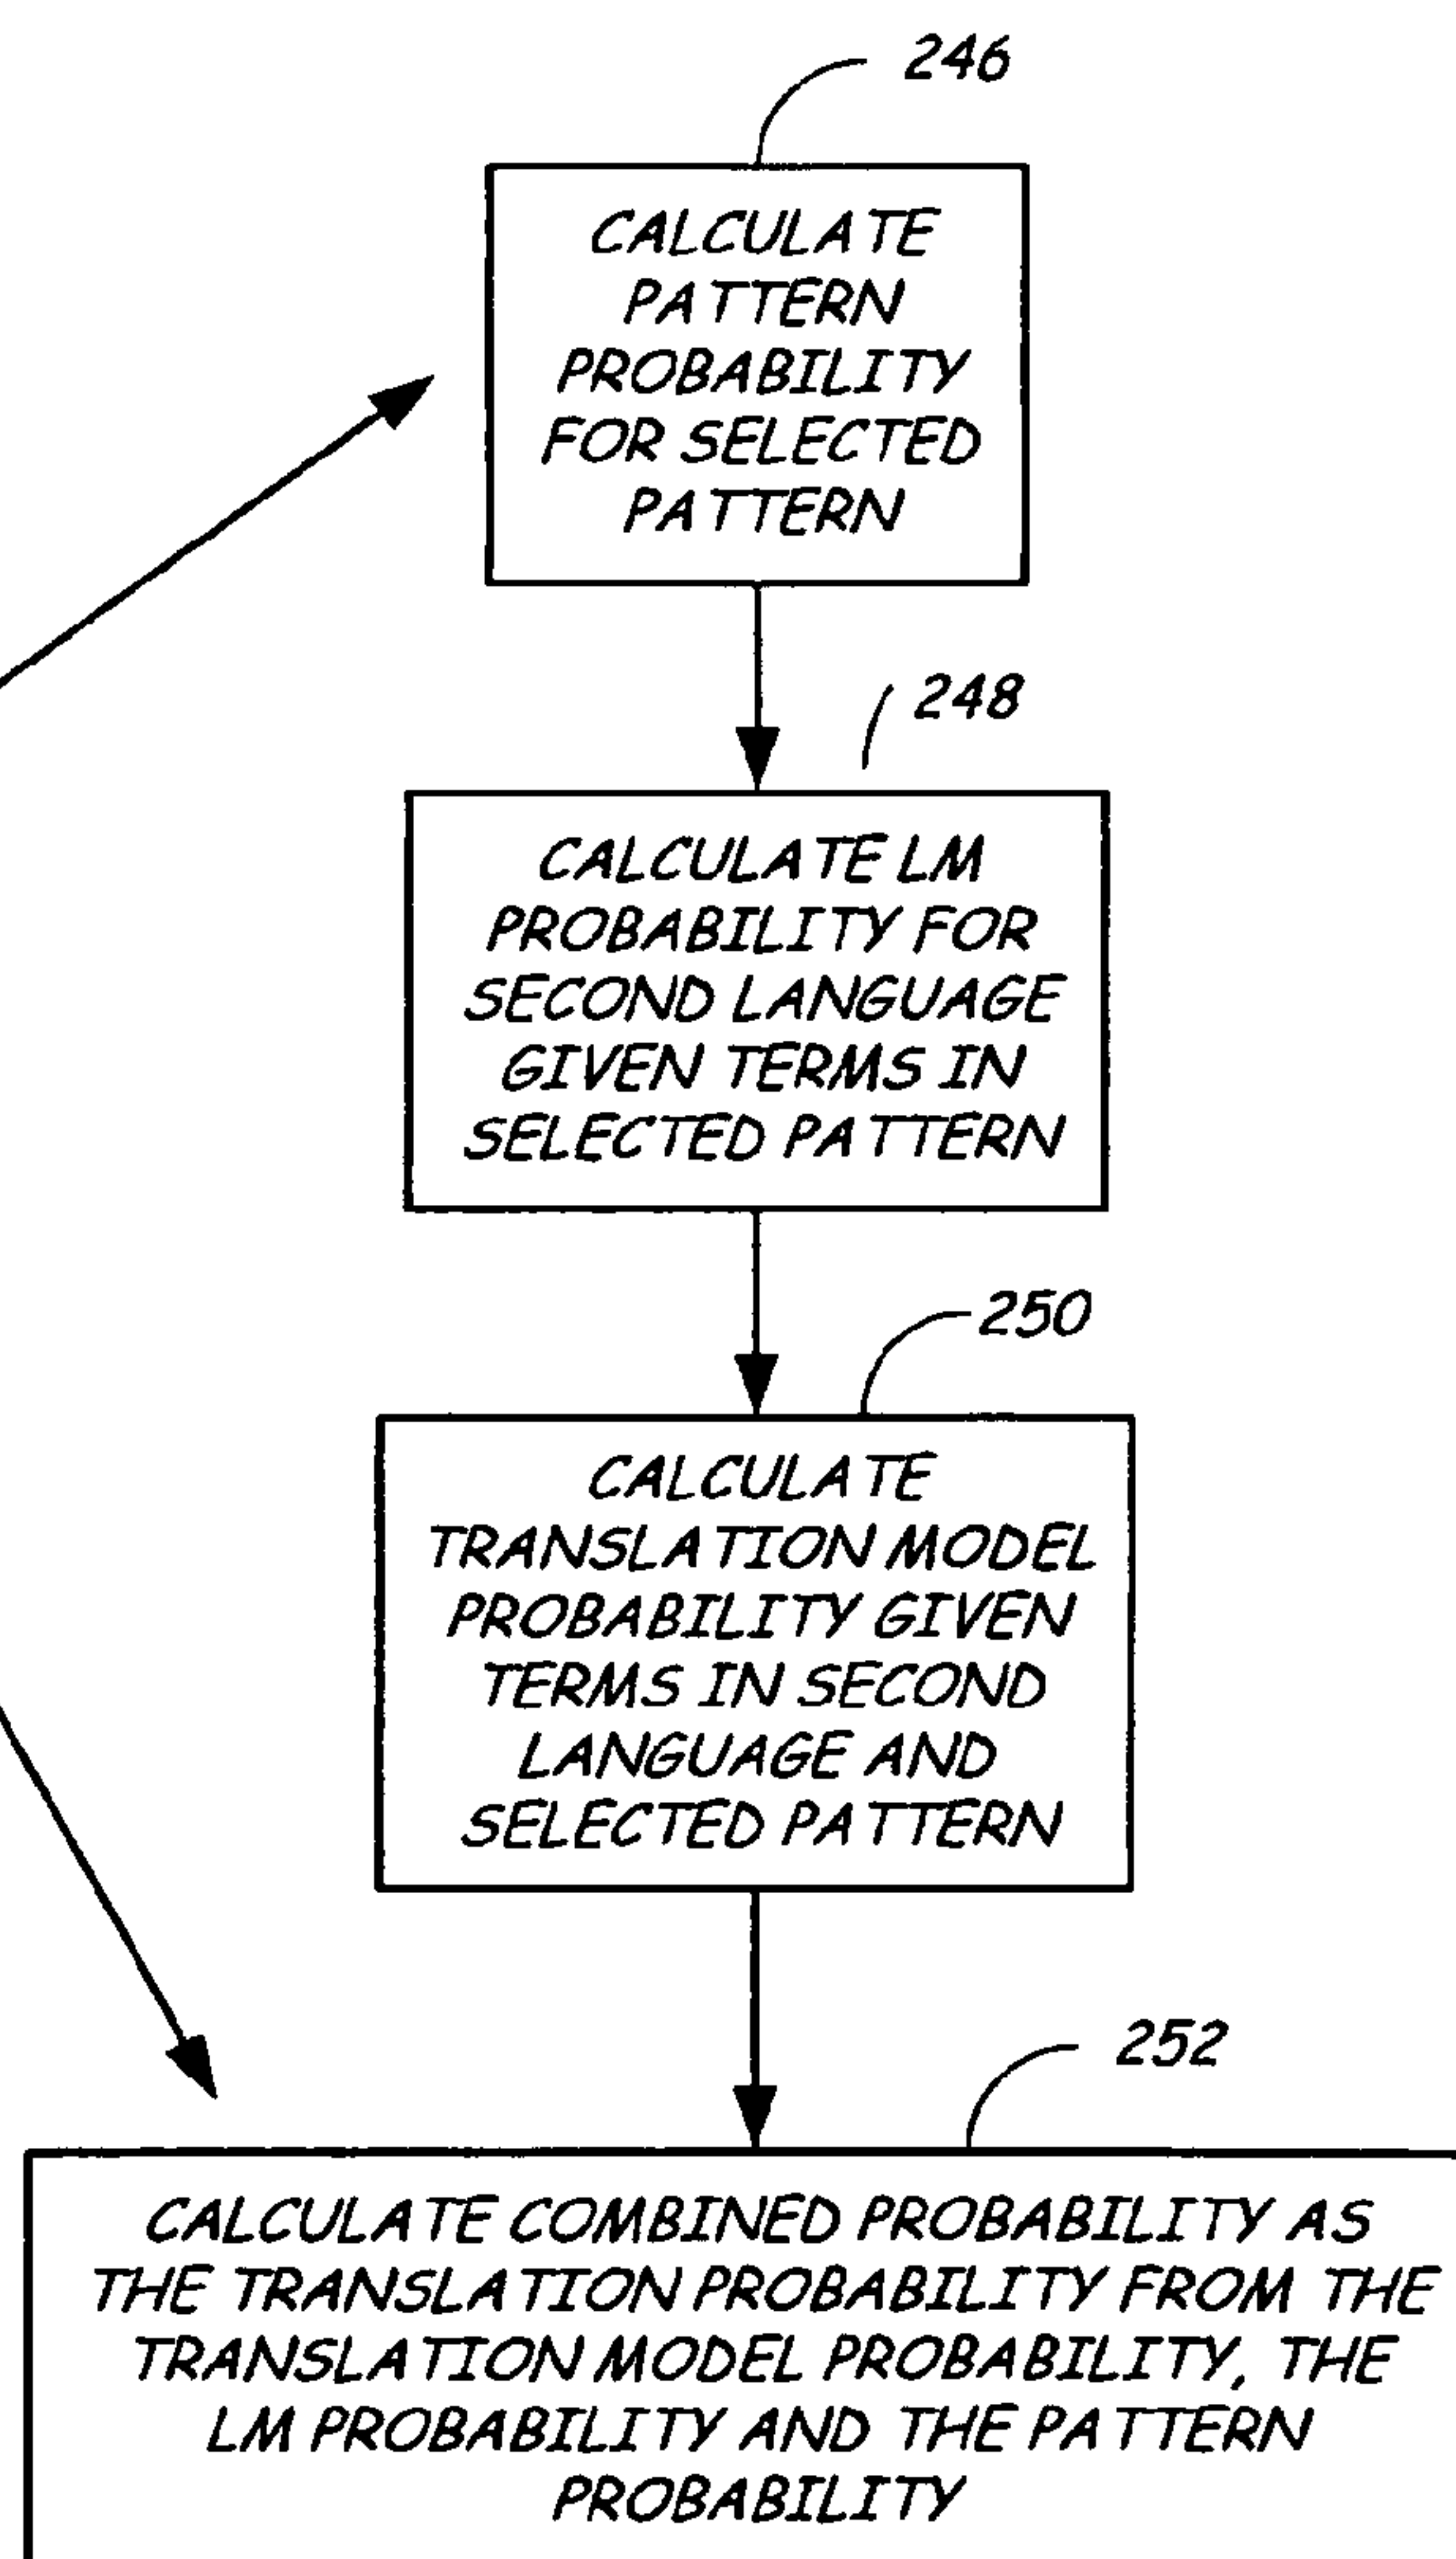 246
CALCULATE
PATTERN
PROBABILITY
FOR SELECTED
PATTERN
248
CALCULATE LM
PROBABILITY FOR
SECOND LANGUAGE
GIVEN TERMS IN
SELECTED PATTERN
250
CALCULATE
TRANSLATION MODEL
PROBABILITY GIVEN
TERMS IN SECOND
LANGUAGE AND
SELECTED PATTERN
252
CALCULATE COMBINED PROBABILITY AS
THE TRANSLATION PROBABILITY FROM THE
TRANSLATION MODEL PROBABILITY, THE
LM PROBABILITY AND THE PATTERN
PROBABILITY